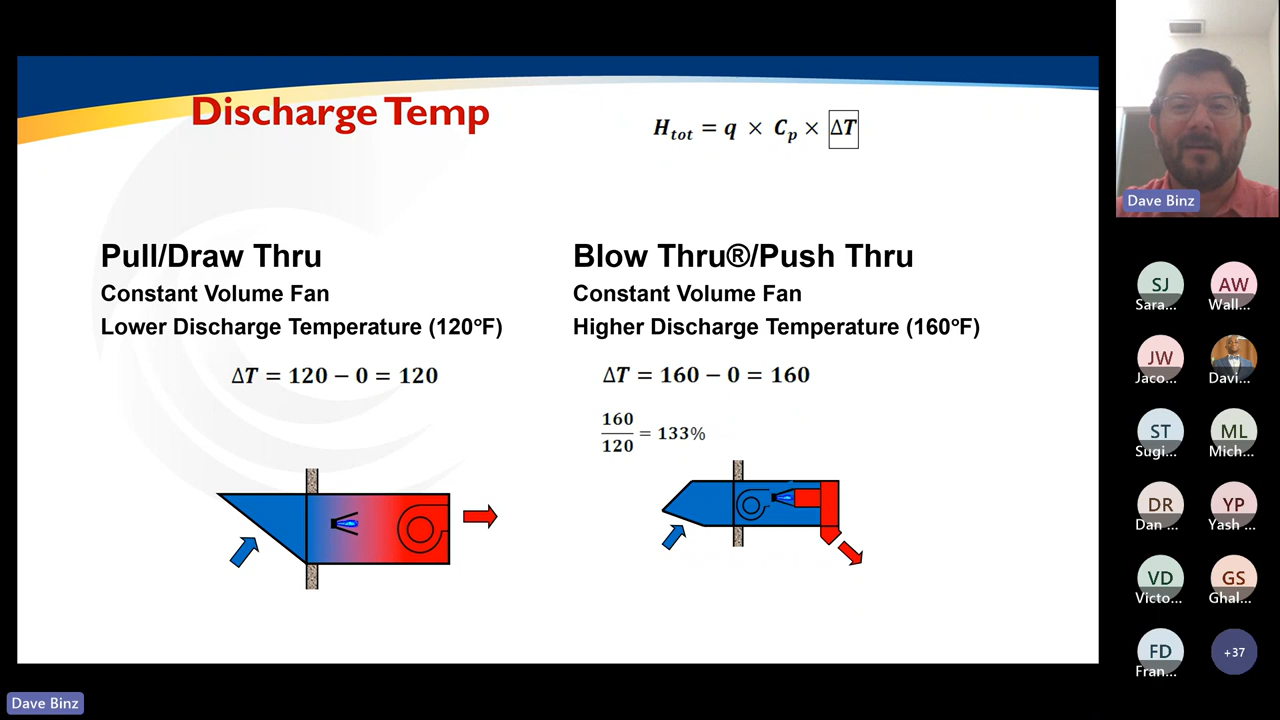 Discharge Temp
H_tot = q × C_p × ΔT
Pull/Draw Thru
Constant Volume Fan
Lower Discharge Temperature (120°F)
ΔT = 120 − 0 = 120
Blow Thru®/Push Thru
Constant Volume Fan
Higher Discharge Temperature (160°F)
ΔT = 160 − 0 = 160
160/120 = 133%
Dave Binz
SJ
Sara...
AW
Wall...
JW
Jaco...
Davi...
ST
Sugi...
ML
Mich...
DR
Dan ...
YP
Yash ...
VD
Victo...
GS
Ghal...
FD
Fran...
+37
Dave Binz